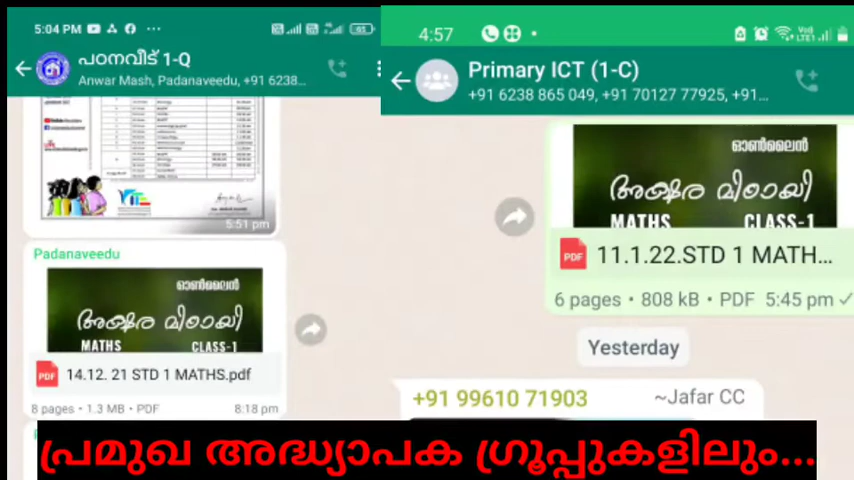 5:04 PM
പഠനവീട് 1-Q
Anwar Mash, Padanaveedu, +91 6238...
5:51 pm
Padanaveedu
ഓൺലൈൻ
അക്ഷര മിഠായി
MATHS CLASS-1
PDF 14.12. 21 STD 1 MATHS.pdf
8 pages • 1.3 MB • PDF 8:18 pm
4:57
Primary ICT (1-C)
+91 6238 865 049, +91 70127 77925, +91...
ഓൺലൈൻ
അക്ഷര മിഠായി
MATHS CLASS-1
PDF 11.1.22.STD 1 MATH...
6 pages • 808 kB • PDF 5:45 pm
Yesterday
+91 99610 71903 ~Jafar CC
പ്രമുഖ അദ്ധ്യാപക ഗ്രൂപ്പുകളിലും...